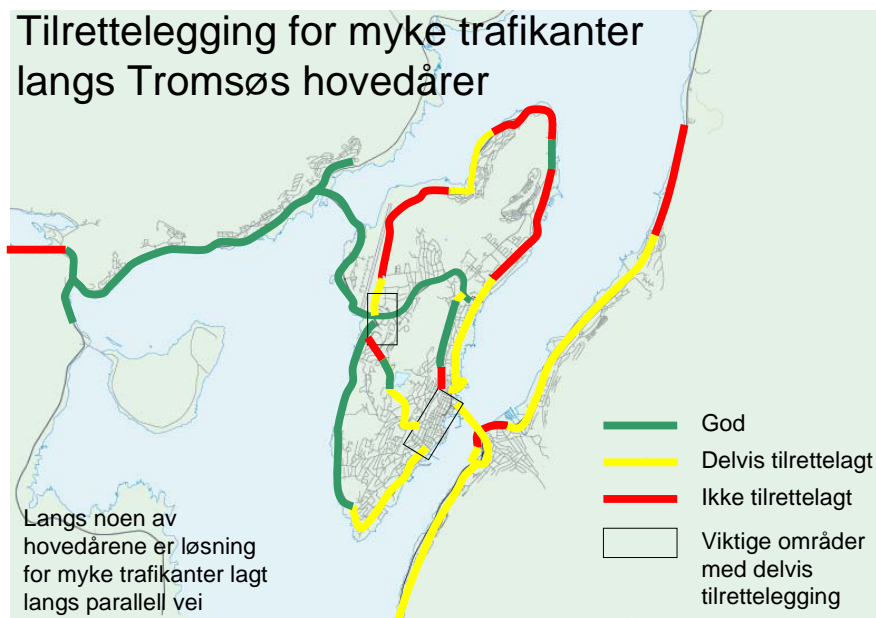 Tilrettelegging for myke trafikanter
langs Tromsøs hovedårer
God
Delvis tilrettelagt
Ikke tilrettelagt
Viktige områder
med delvis
tilrettelegging
Langs noen av
hovedårene er løsning
for myke trafikanter lagt
langs parallell vei